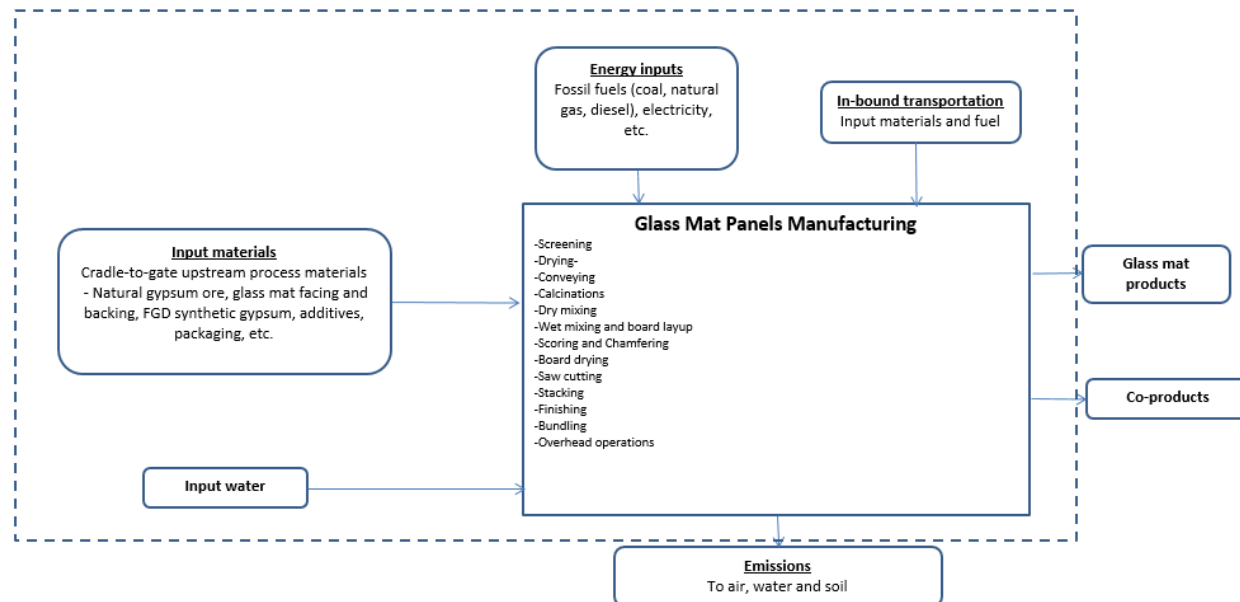 Energy inputs
Fossil fuels (coal, natural
gas, diesel), electricity,
etc.
In-bound transportation
Input materials and fuel
Input materials
Cradle-to-gate upstream process materials
- Natural gypsum ore, glass mat facing and
backing, FGD synthetic gypsum, additives,
packaging, etc.
Input water
Glass Mat Panels Manufacturing
-Screening
-Drying-
-Conveying
-Calcinations
-Dry mixing
-Wet mixing and board layup
-Scoring and Chamfering
-Board drying
-Saw cutting
-Stacking
-Finishing
-Bundling
-Overhead operations
Glass mat
products
Co-products
Emissions
To air, water and soil